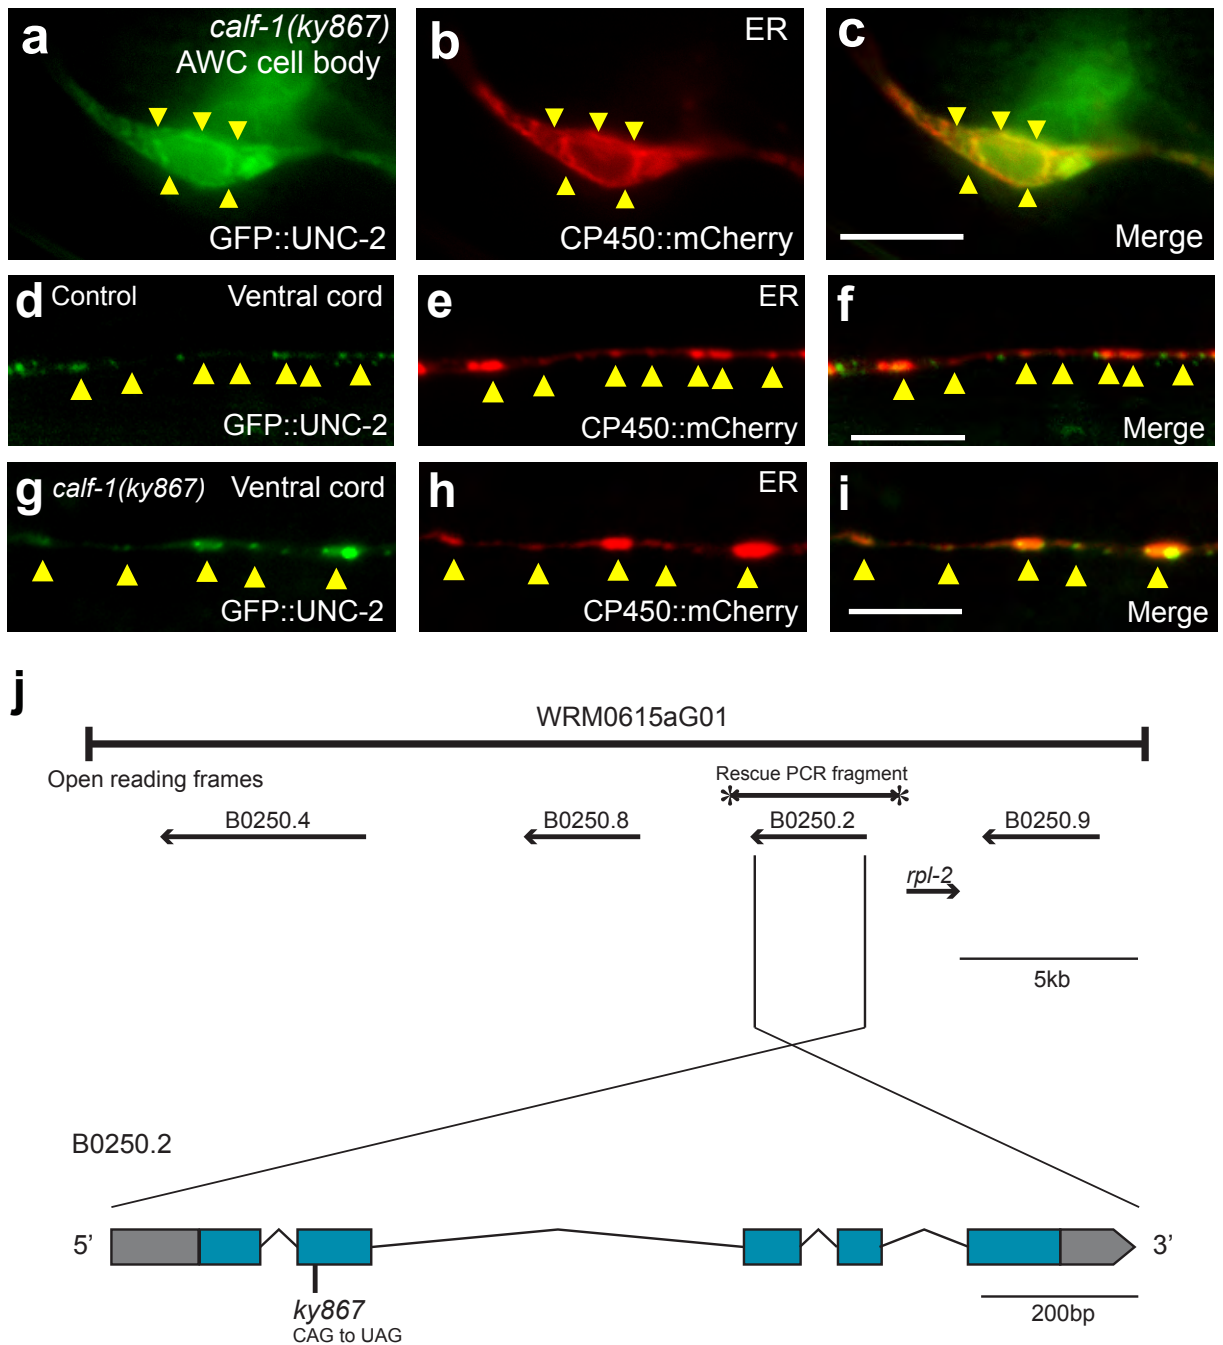 a calf-1(ky867)
AWC cell body
GFP::UNC-2
b ER
CP450::mCherry
c
Merge
d Control Ventral cord
GFP::UNC-2
e ER
CP450::mCherry
f
Merge
g calf-1(ky867) Ventral cord
GFP::UNC-2
h ER
CP450::mCherry
i
Merge
j
WRM0615aG01
Open reading frames
Rescue PCR fragment
B0250.4 B0250.8 B0250.2 B0250.9
rpl-2
5kb
B0250.2
5’ 3’
ky867
CAG to UAG
200bp